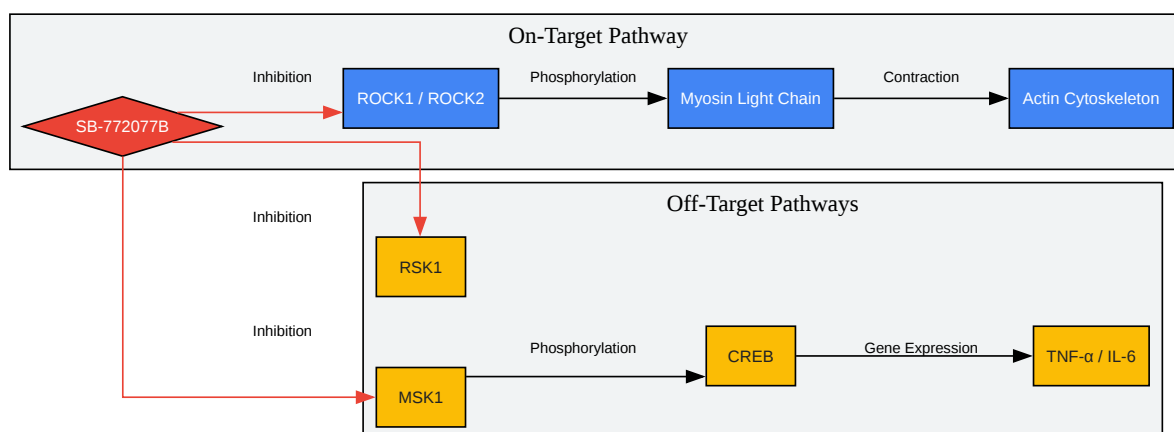 On-Target Pathway
Inhibition
Phosphorylation
Contraction
SB-772077B
ROCK1 / ROCK2
Myosin Light Chain
Actin Cytoskeleton
Off-Target Pathways
Inhibition
RSK1
Inhibition
Phosphorylation
CREB
Gene Expression
TNF-α / IL-6
MSK1